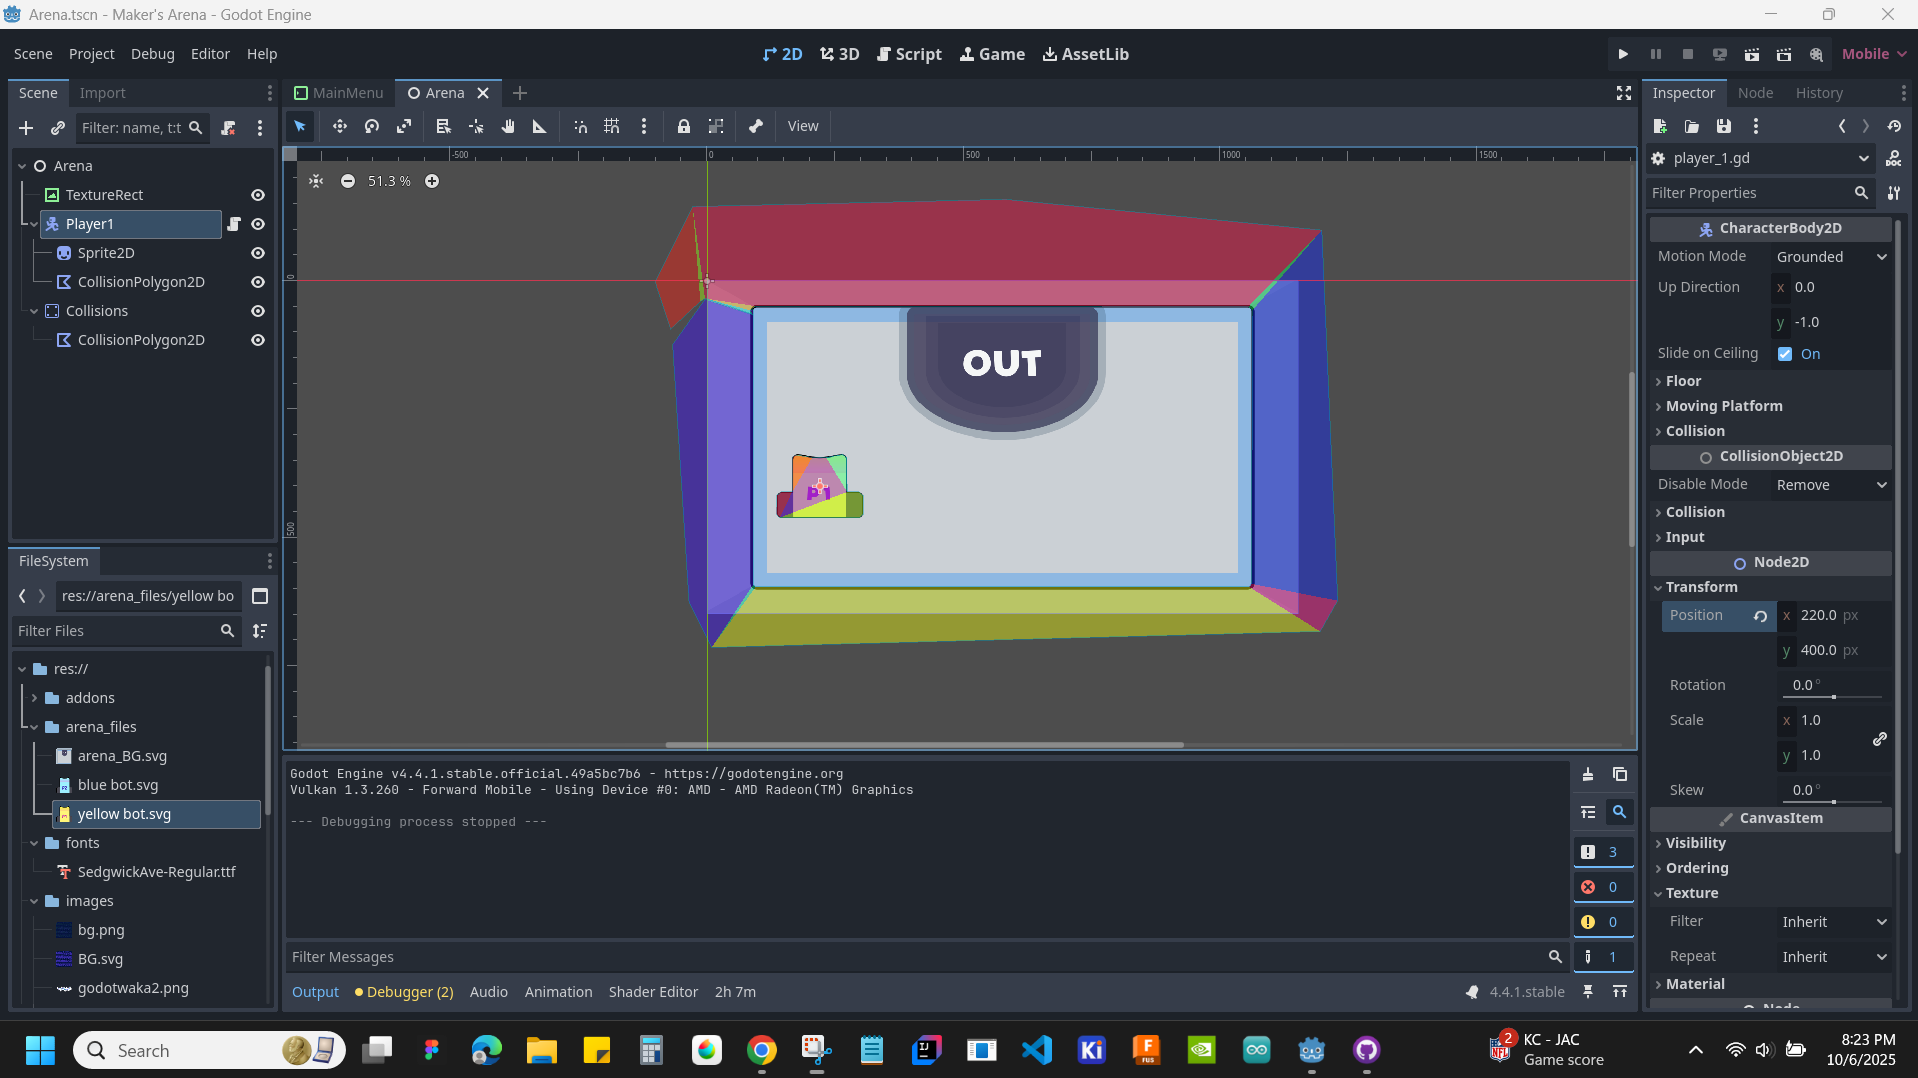 Arena.tscn - Maker's Arena - Godot Engine
Scene Project Debug Editor Help
2D 3D Script Game AssetLib
Mobile
Scene Import
MainMenu Arena
Inspector Node History
Filter: name, t:t
View
player_1.gd
Filter Properties
Arena
TextureRect
Player1
Sprite2D
CollisionPolygon2D
Collisions
CollisionPolygon2D
-500 0 500 1000 1500
0
500
51.3 %
OUT
P1
CharacterBody2D
Motion Mode Grounded
Up Direction x 0.0
y -1.0
Slide on Ceiling On
Floor
Moving Platform
Collision
CollisionObject2D
Disable Mode Remove
Collision
Input
Node2D
Transform
Position x 220.0 px
y 400.0 px
Rotation 0.0 °
Scale x 1.0
y 1.0
Skew 0.0 °
CanvasItem
Visibility
Ordering
Texture
Filter Inherit
Repeat Inherit
Material
FileSystem
res://arena_files/yellow bo
Filter Files
res://
addons
arena_files
arena_BG.svg
blue bot.svg
yellow bot.svg
fonts
SedgwickAve-Regular.ttf
images
bg.png
BG.svg
godotwaka2.png
Godot Engine v4.4.1.stable.official.49a5bc7b6 - https://godotengine.org
Vulkan 1.3.260 - Forward Mobile - Using Device #0: AMD - AMD Radeon(TM) Graphics
--- Debugging process stopped ---
3
0
0
1
Filter Messages
Output Debugger (2) Audio Animation Shader Editor 2h 7m
4.4.1.stable
Search
2
KC - JAC
Game score
8:23 PM
10/6/2025